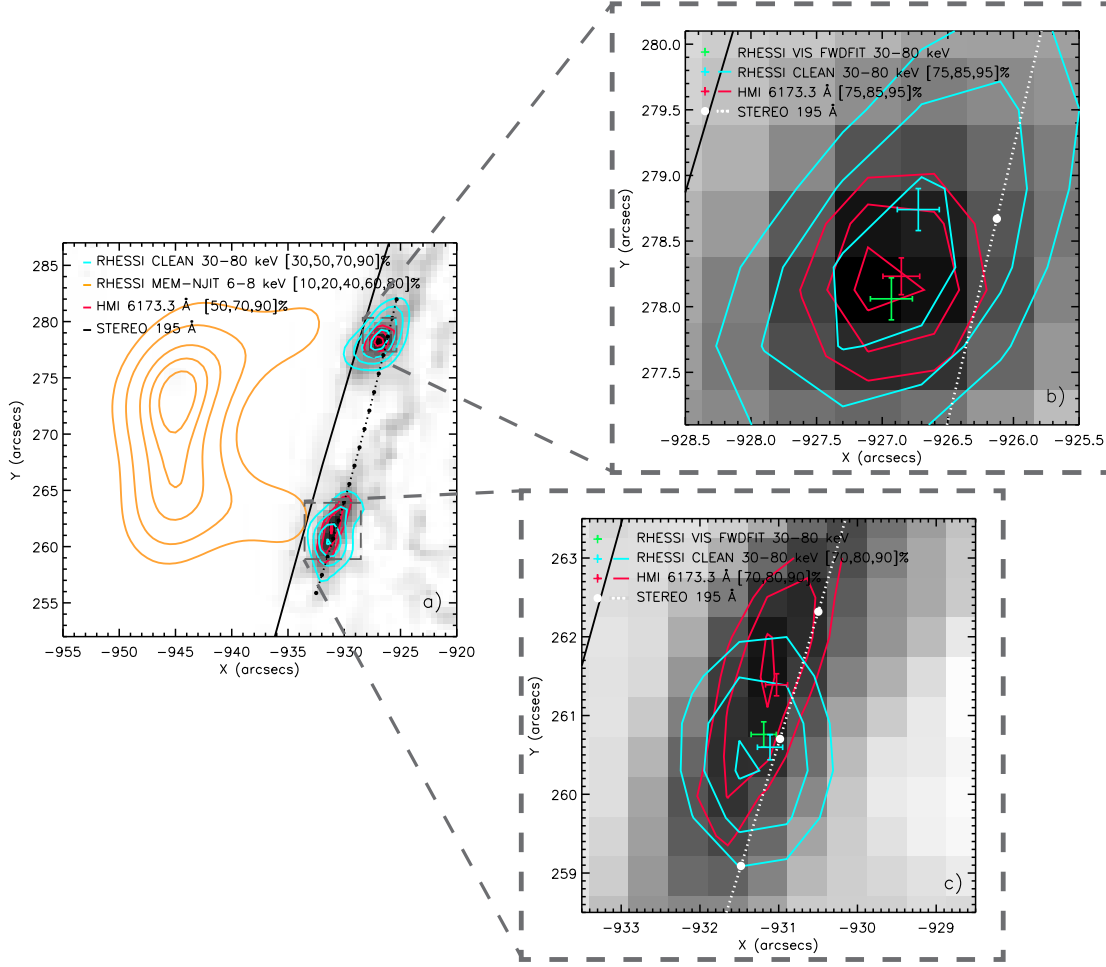 RHESSI CLEAN 30-80 keV [30,50,70,90]%
RHESSI MEM-NJIT 6-8 keV [10,20,40,60,80]%
HMI 6173.3 Å [50,70,90]%
STEREO 195 Å
285
280
275
270
265
260
255
Y (arcsecs)
a)
-955 -950 -945 -940 -935 -930 -925 -920
X (arcsecs)
RHESSI VIS FWDFIT 30-80 keV
RHESSI CLEAN 30-80 keV [75,85,95]%
HMI 6173.3 Å [75,85,95]%
STEREO 195 Å
280.0
279.5
279.0
278.5
278.0
277.5
Y (arcsecs)
b)
-928.5 -928.0 -927.5 -927.0 -926.5 -926.0 -925.5
X (arcsecs)
RHESSI VIS FWDFIT 30-80 keV
RHESSI CLEAN 30-80 keV [70,80,90]%
HMI 6173.3 Å [70,80,90]%
STEREO 195 Å
263
262
261
260
259
Y (arcsecs)
c)
-933 -932 -931 -930 -929
X (arcsecs)